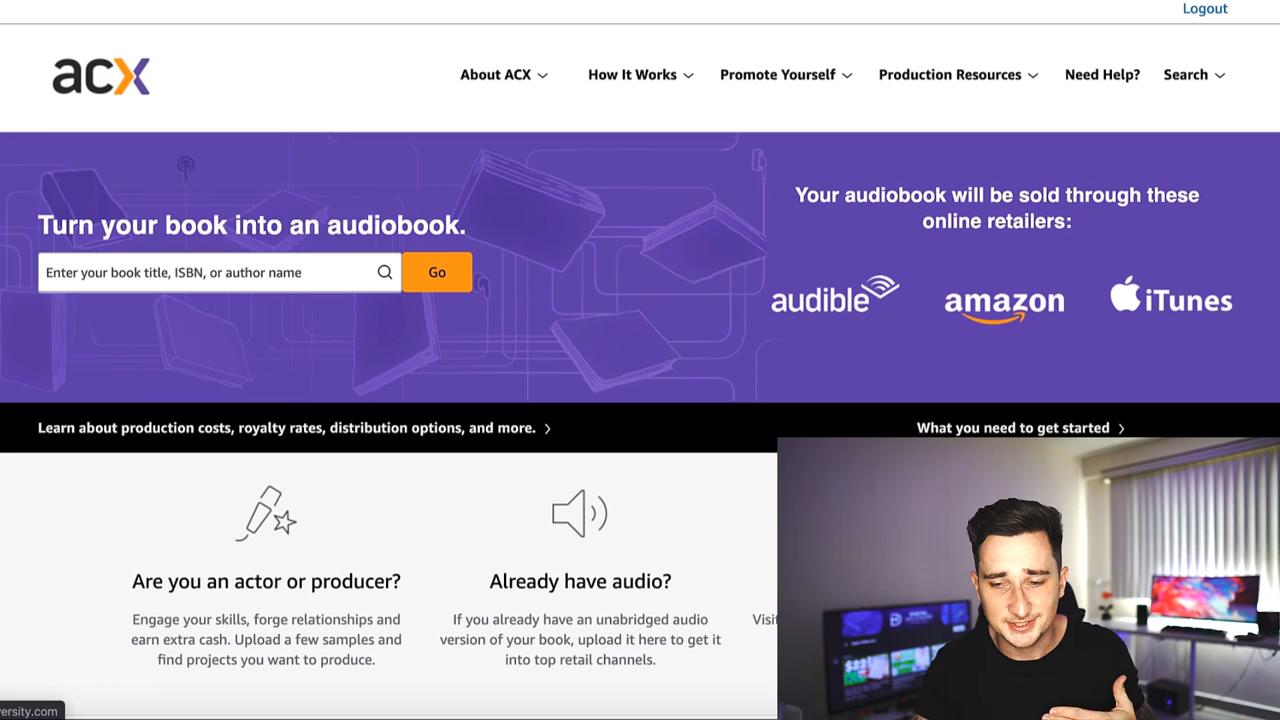 Logout
acx
About ACX
How It Works
Promote Yourself
Production Resources
Need Help?
Search
Turn your book into an audiobook.
Enter your book title, ISBN, or author name
Go
Your audiobook will be sold through these
online retailers:
audible
amazon
iTunes
Learn about production costs, royalty rates, distribution options, and more.
What you need to get started
Are you an actor or producer?
Engage your skills, forge relationships and
earn extra cash. Upload a few samples and
find projects you want to produce.
Already have audio?
If you already have an unabridged audio
version of your book, upload it here to get it
into top retail channels.